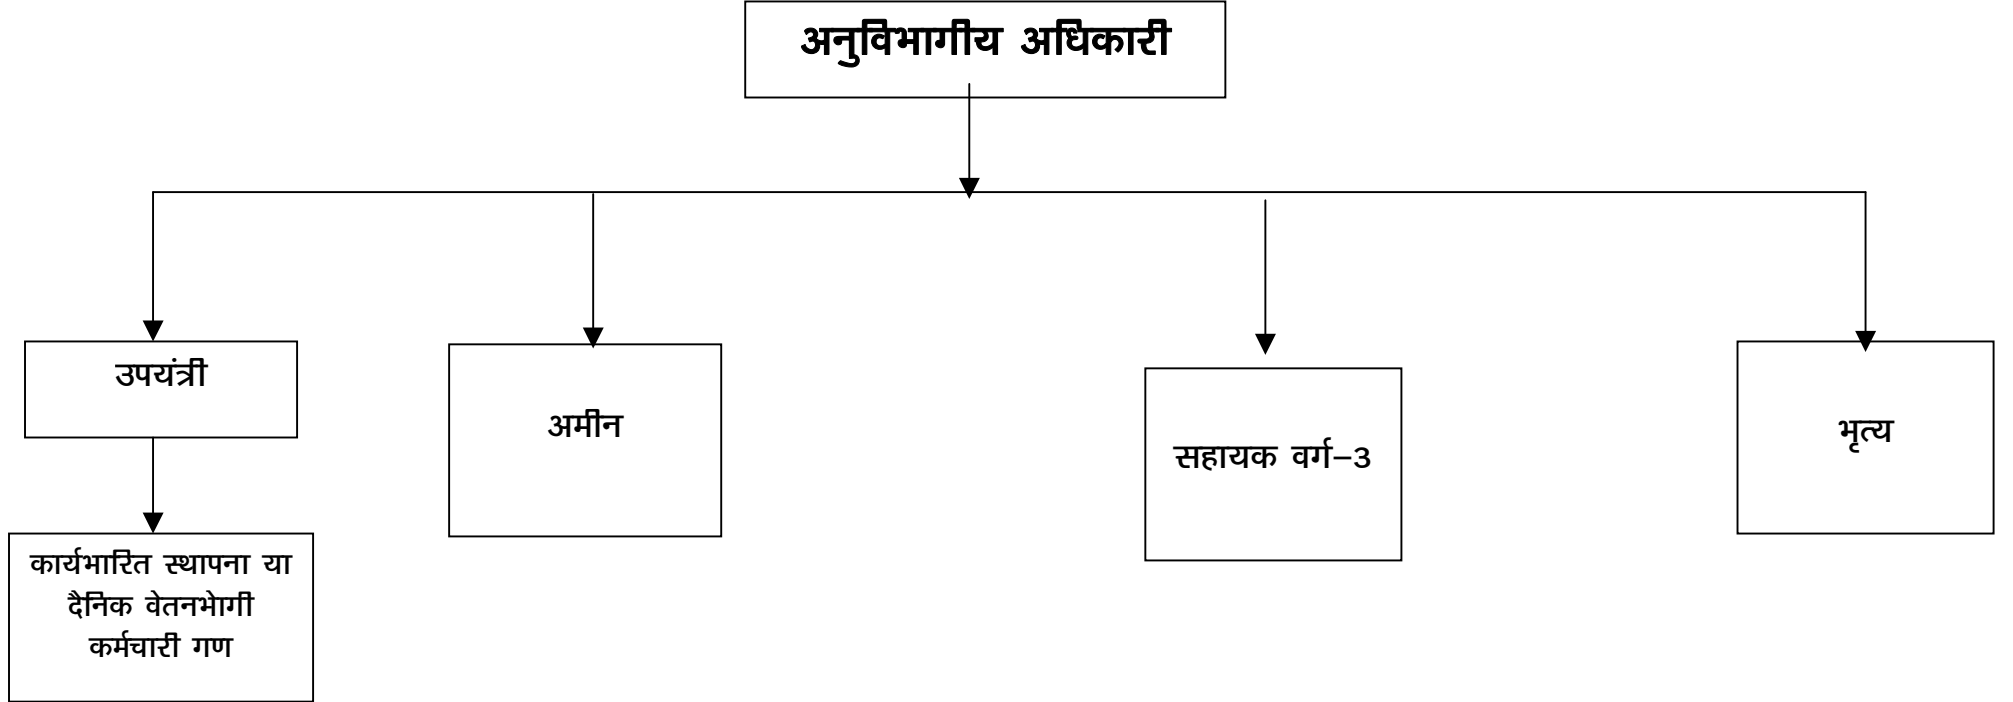 अनुविभागीय अधिकारी
उपयंत्री
अमीन
सहायक वर्ग–3
भृत्य
कार्यभारित स्थापना या
दैनिक वेतनभेागी
कर्मचारी गण